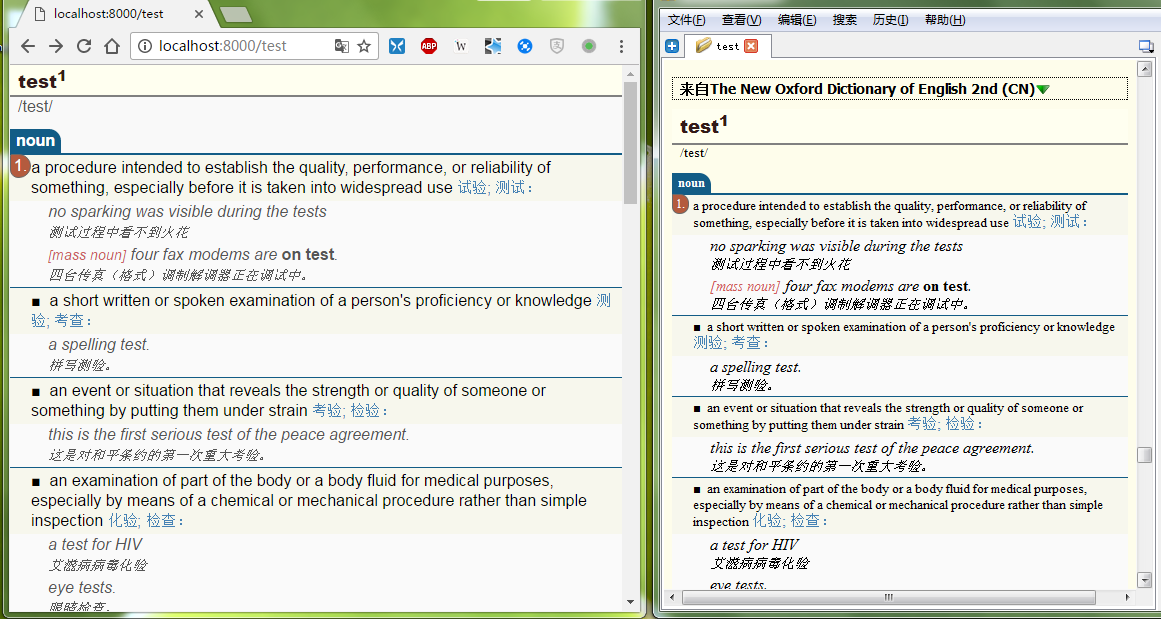 localhost:8000/test
localhost:8000/test
ABP
W
test1
/test/
noun
1. a procedure intended to establish the quality, performance, or reliability of
something, especially before it is taken into widespread use 试验; 测试：
no sparking was visible during the tests
测试过程中看不到火花
[mass noun] four fax modems are on test.
四台传真（格式）调制解调器正在调试中。
■ a short written or spoken examination of a person's proficiency or knowledge 测
验; 考查：
a spelling test.
拼写测验。
■ an event or situation that reveals the strength or quality of someone or
something by putting them under strain 考验; 检验：
this is the first serious test of the peace agreement.
这是对和平条约的第一次重大考验。
■ an examination of part of the body or a body fluid for medical purposes,
especially by means of a chemical or mechanical procedure rather than simple
inspection 化验; 检查：
a test for HIV
艾滋病病毒化验
eye tests.
眼睛检查。
文件(F) 查看(V) 编辑(E) 搜索 历史(I) 帮助(H)
test
来自The New Oxford Dictionary of English 2nd (CN)
test1
/test/
noun
1. a procedure intended to establish the quality, performance, or reliability of
something, especially before it is taken into widespread use 试验; 测试：
no sparking was visible during the tests
测试过程中看不到火花
[mass noun] four fax modems are on test.
四台传真（格式）调制解调器正在调试中。
■ a short written or spoken examination of a person's proficiency or knowledge
测验; 考查：
a spelling test.
拼写测验。
■ an event or situation that reveals the strength or quality of someone or
something by putting them under strain 考验; 检验：
this is the first serious test of the peace agreement.
这是对和平条约的第一次重大考验。
■ an examination of part of the body or a body fluid for medical purposes,
especially by means of a chemical or mechanical procedure rather than simple
inspection 化验; 检查：
a test for HIV
艾滋病病毒化验
eye tests.